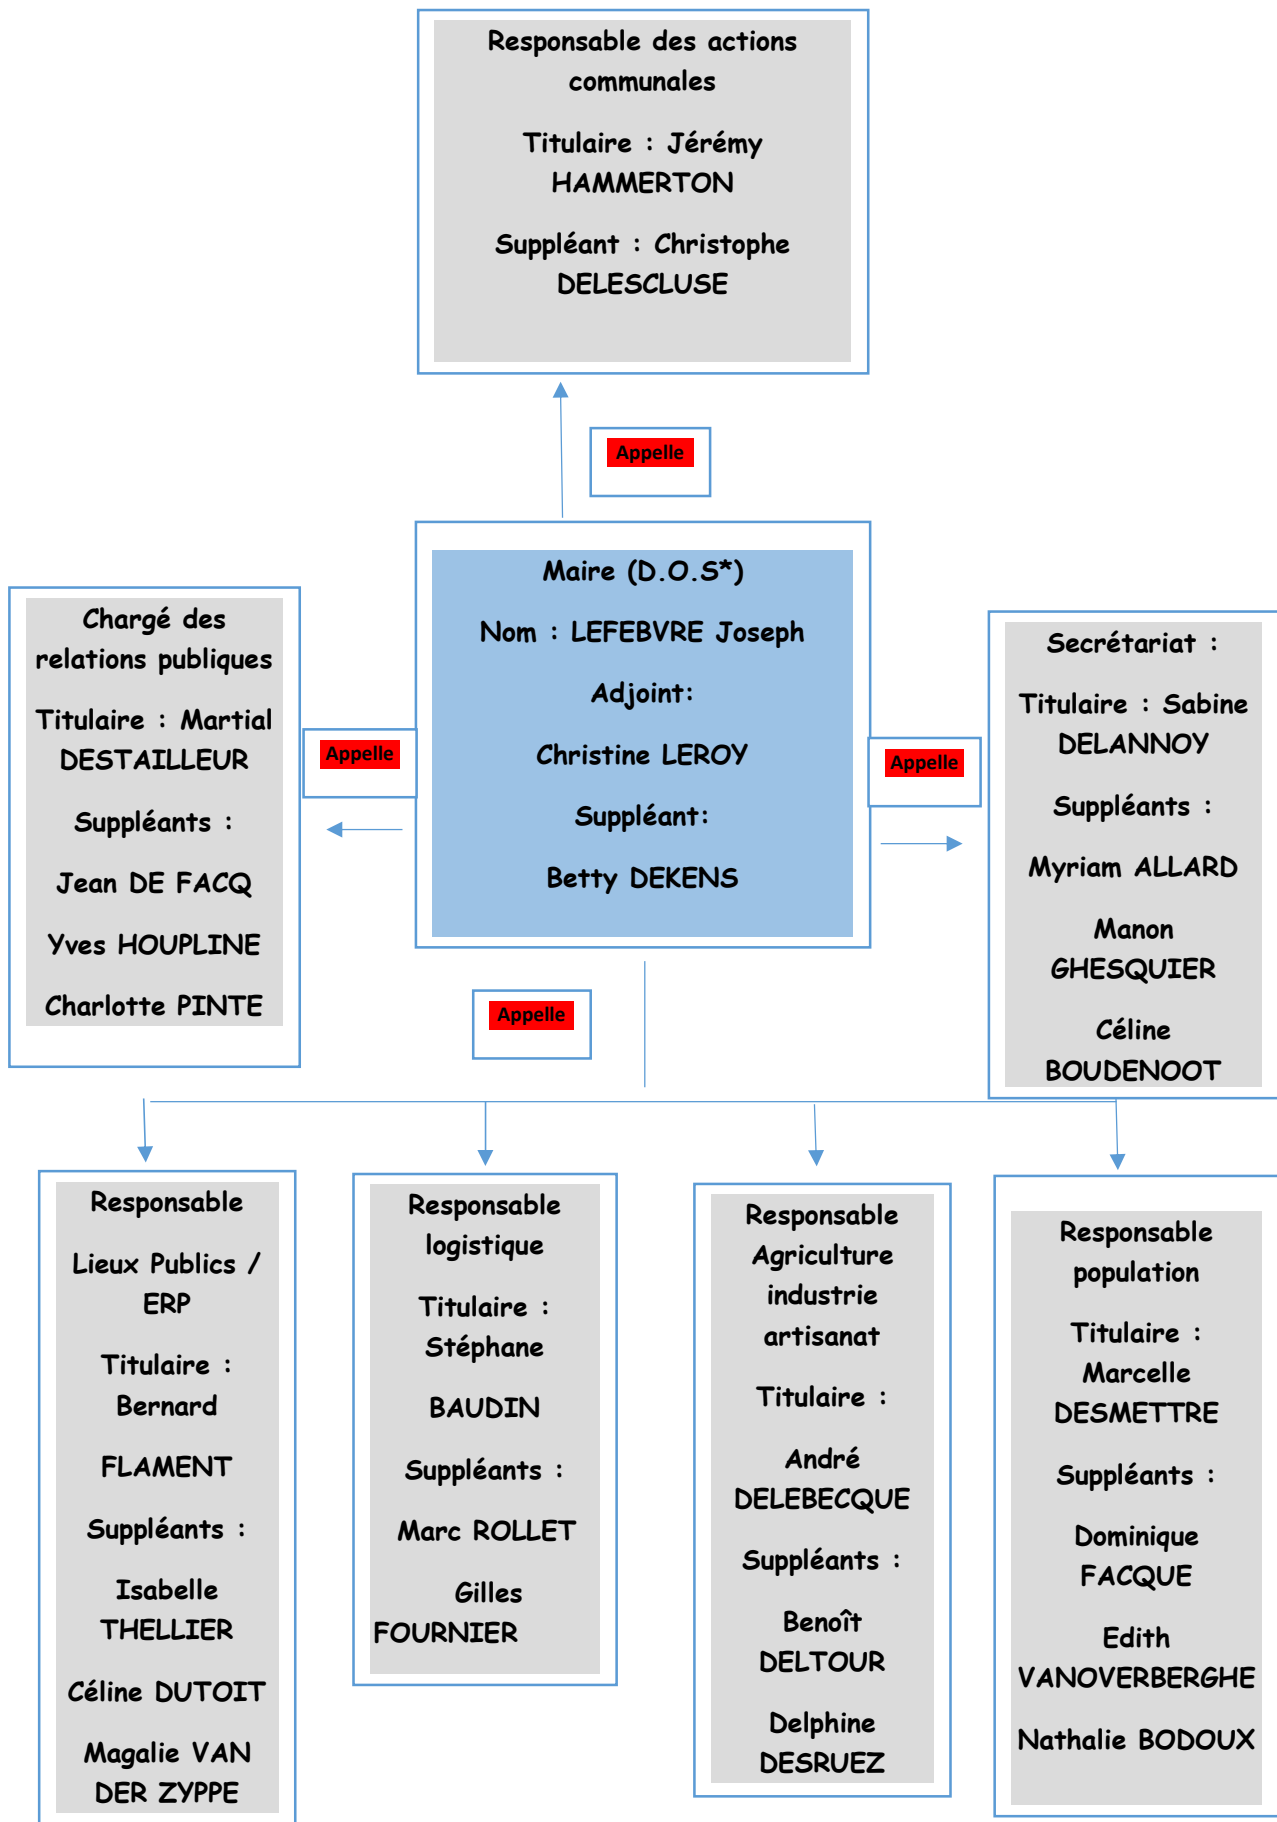 Responsable des actions
communales
Titulaire : Jérémy
HAMMERTON
Suppléant : Christophe
DELESCLUSE
Appelle
Maire (D.O.S*)
Nom : LEFEBVRE Joseph
Adjoint:
Christine LEROY
Suppléant:
Betty DEKENS
Chargé des
relations publiques
Titulaire : Martial
DESTAILLEUR
Suppléants :
Jean DE FACQ
Yves HOUPLINE
Charlotte PINTE
Appelle
Appelle
Secrétariat :
Titulaire : Sabine
DELANNOY
Suppléants :
Myriam ALLARD
Manon
GHESQUIER
Céline
BOUDENOOT
Appelle
Responsable
Lieux Publics /
ERP
Titulaire :
Bernard
FLAMENT
Suppléants :
Isabelle
THELLIER
Céline DUTOIT
Magalie VAN
DER ZYPPE
Responsable
logistique
Titulaire :
Stéphane
BAUDIN
Suppléants :
Marc ROLLET
Gilles
FOURNIER
Responsable
Agriculture
industrie
artisanat
Titulaire :
André
DELEBECQUE
Suppléants :
Benoît
DELTOUR
Delphine
DESRUEZ
Responsable
population
Titulaire :
Marcelle
DESMETTRE
Suppléants :
Dominique
FACQUE
Edith
VANOVERBERGHE
Nathalie BODOUX